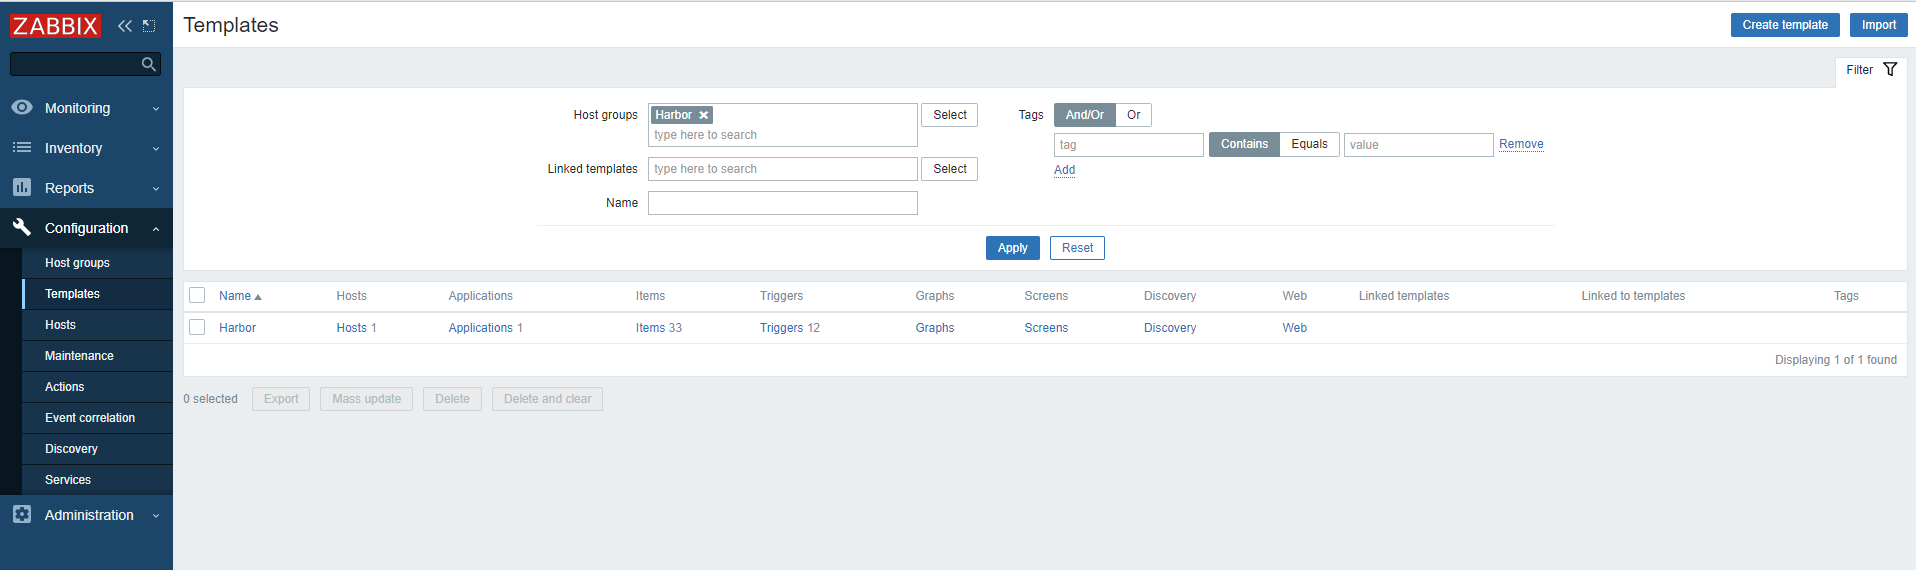 ZABBIX
Monitoring
Inventory
Reports
Configuration
Host groups
Templates
Hosts
Maintenance
Actions
Event correlation
Discovery
Services
Administration
Templates
Create template Import
Filter
Host groups Harbor Select
type here to search
Linked templates type here to search Select
Name
Tags And/Or Or
tag Contains Equals value Remove
Add
Apply Reset
Name Hosts Applications Items Triggers Graphs Screens Discovery Web Linked templates Linked to templates Tags
Harbor Hosts 1 Applications 1 Items 33 Triggers 12 Graphs Screens Discovery Web
Displaying 1 of 1 found
0 selected Export Mass update Delete Delete and clear